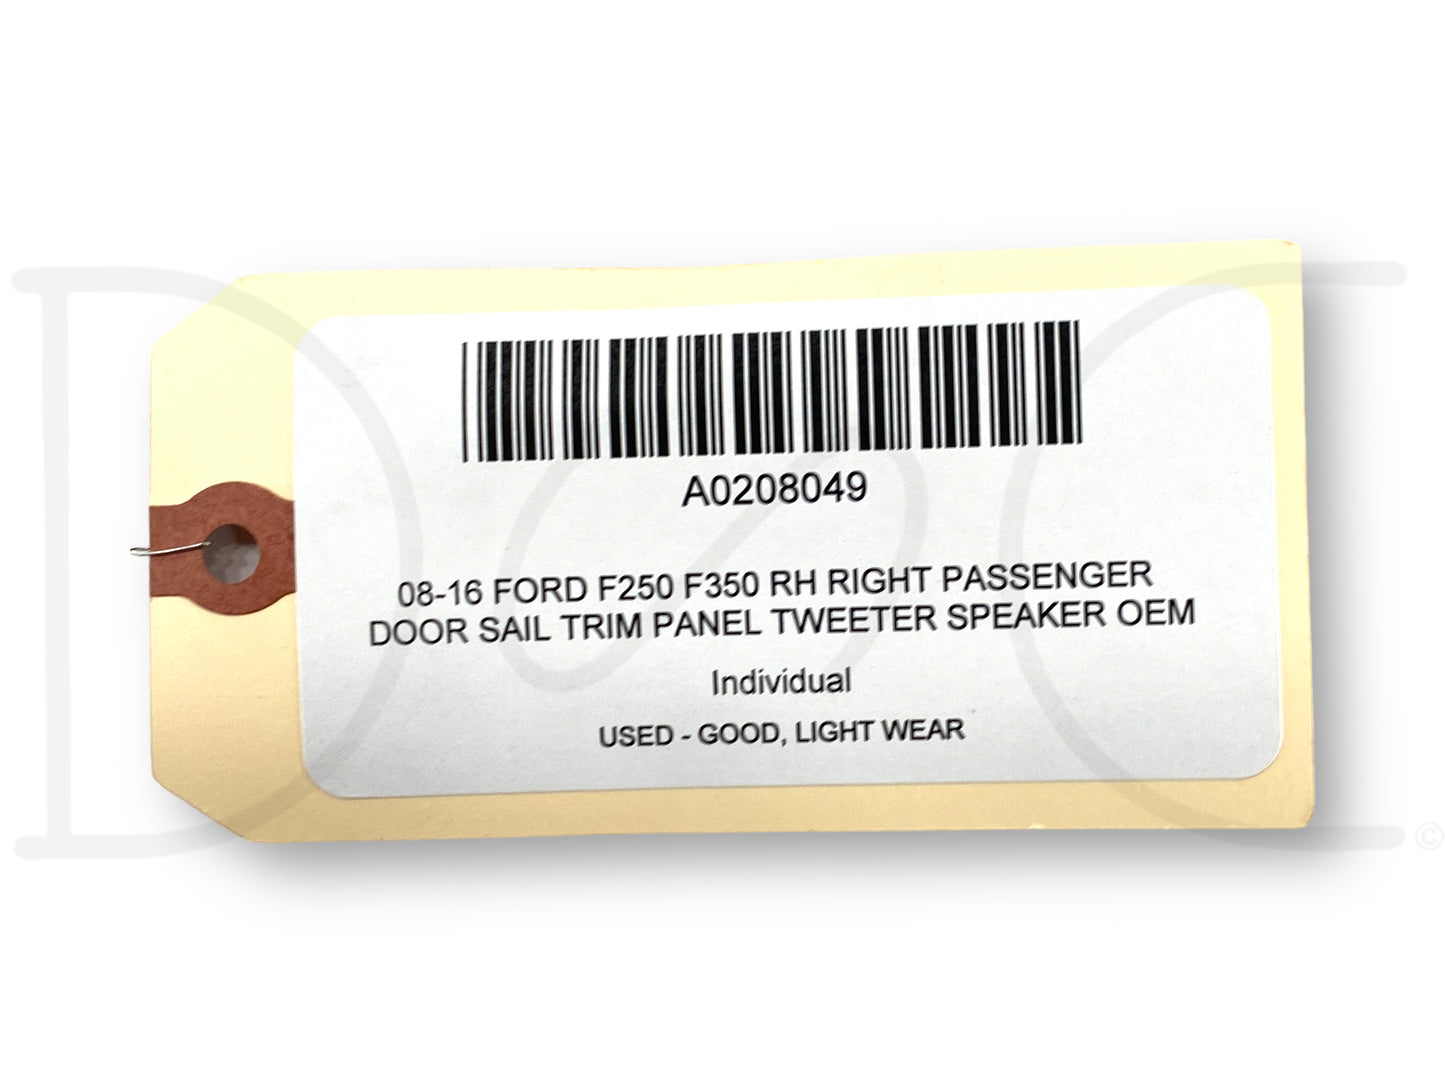 A0208049
08-16 FORD F250 F350 RH RIGHT PASSENGER
DOOR SAIL TRIM PANEL TWEETER SPEAKER OEM
Individual
USED - GOOD, LIGHT WEAR
©